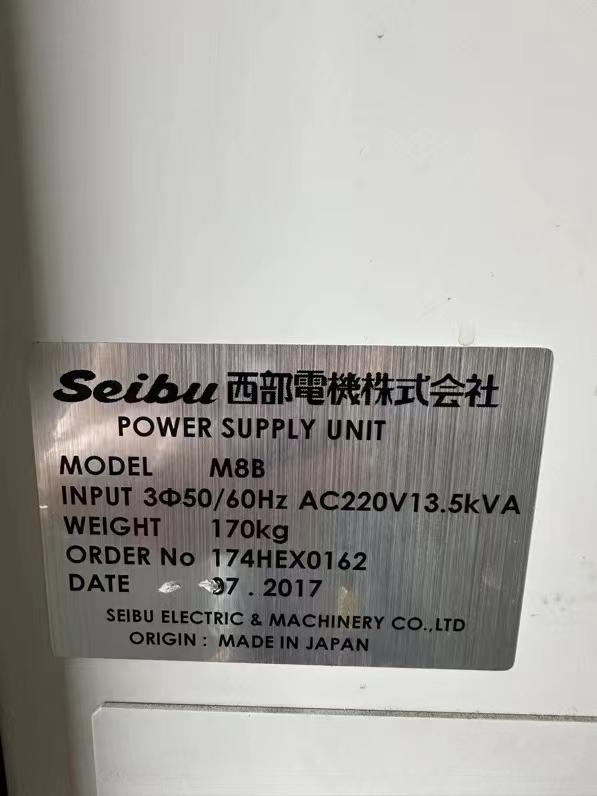 Seibu 西部電機株式会社
POWER SUPPLY UNIT
MODEL M8B
INPUT 3Φ50/60Hz AC220V13.5kVA
WEIGHT 170kg
ORDER No 174HEX0162
DATE 07 . 2017
SEIBU ELECTRIC & MACHINERY CO.,LTD
ORIGIN : MADE IN JAPAN